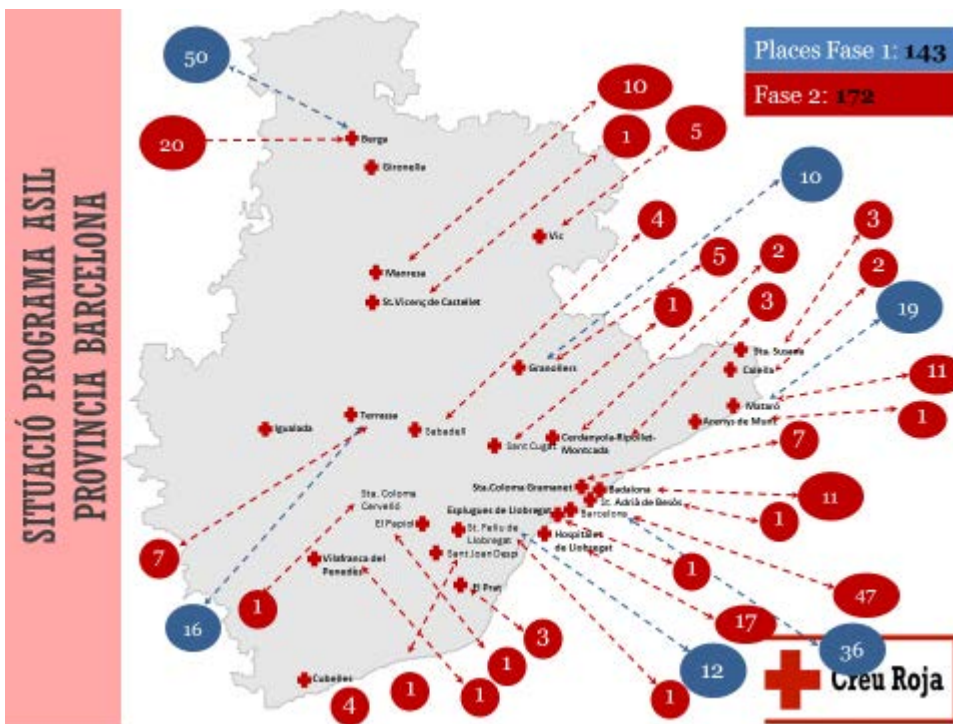 SITUACIÓ PROGRAMA ASIL
PROVINCIA BARCELONA
Places Fase 1: 143
Fase 2: 172
50
10
1
5
20
Berga
Gironella
10
4
3
Vic
5
2
2
Manresa
1
3
19
St. Vicenç de Castellet
Sta. Susana
Granollers
Calella
11
Mataró
Terrassa
Arenys de Munt
1
Igualada
Sabadell
Sant Cugat
Cerdanyola-Ripollet-
Montcada
7
Sta.Coloma Gramanet
Badalona
11
Sta. Coloma
Cervelló
St. Adrià de Besòs
Esplugues de Llobregat
Barcelona
1
El Papiol
St. Feliu de
Llobregat
Hospitalet
de Llobregat
7
Vilafranca del
Penedès
Sant Joan Despí
1
El Prat
47
1
17
16
3
36
12
1
1
1
1
4
Cubelles
Creu Roja